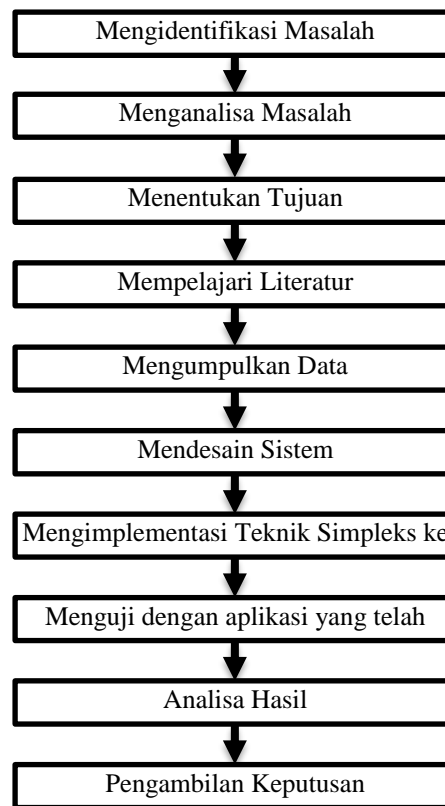 Mengidentifikasi Masalah
Menganalisa Masalah
Menentukan Tujuan
Mempelajari Literatur
Mengumpulkan Data
Mendesain Sistem
Mengimplementasi Teknik Simpleks ke
Menguji dengan aplikasi yang telah
Analisa Hasil
Pengambilan Keputusan